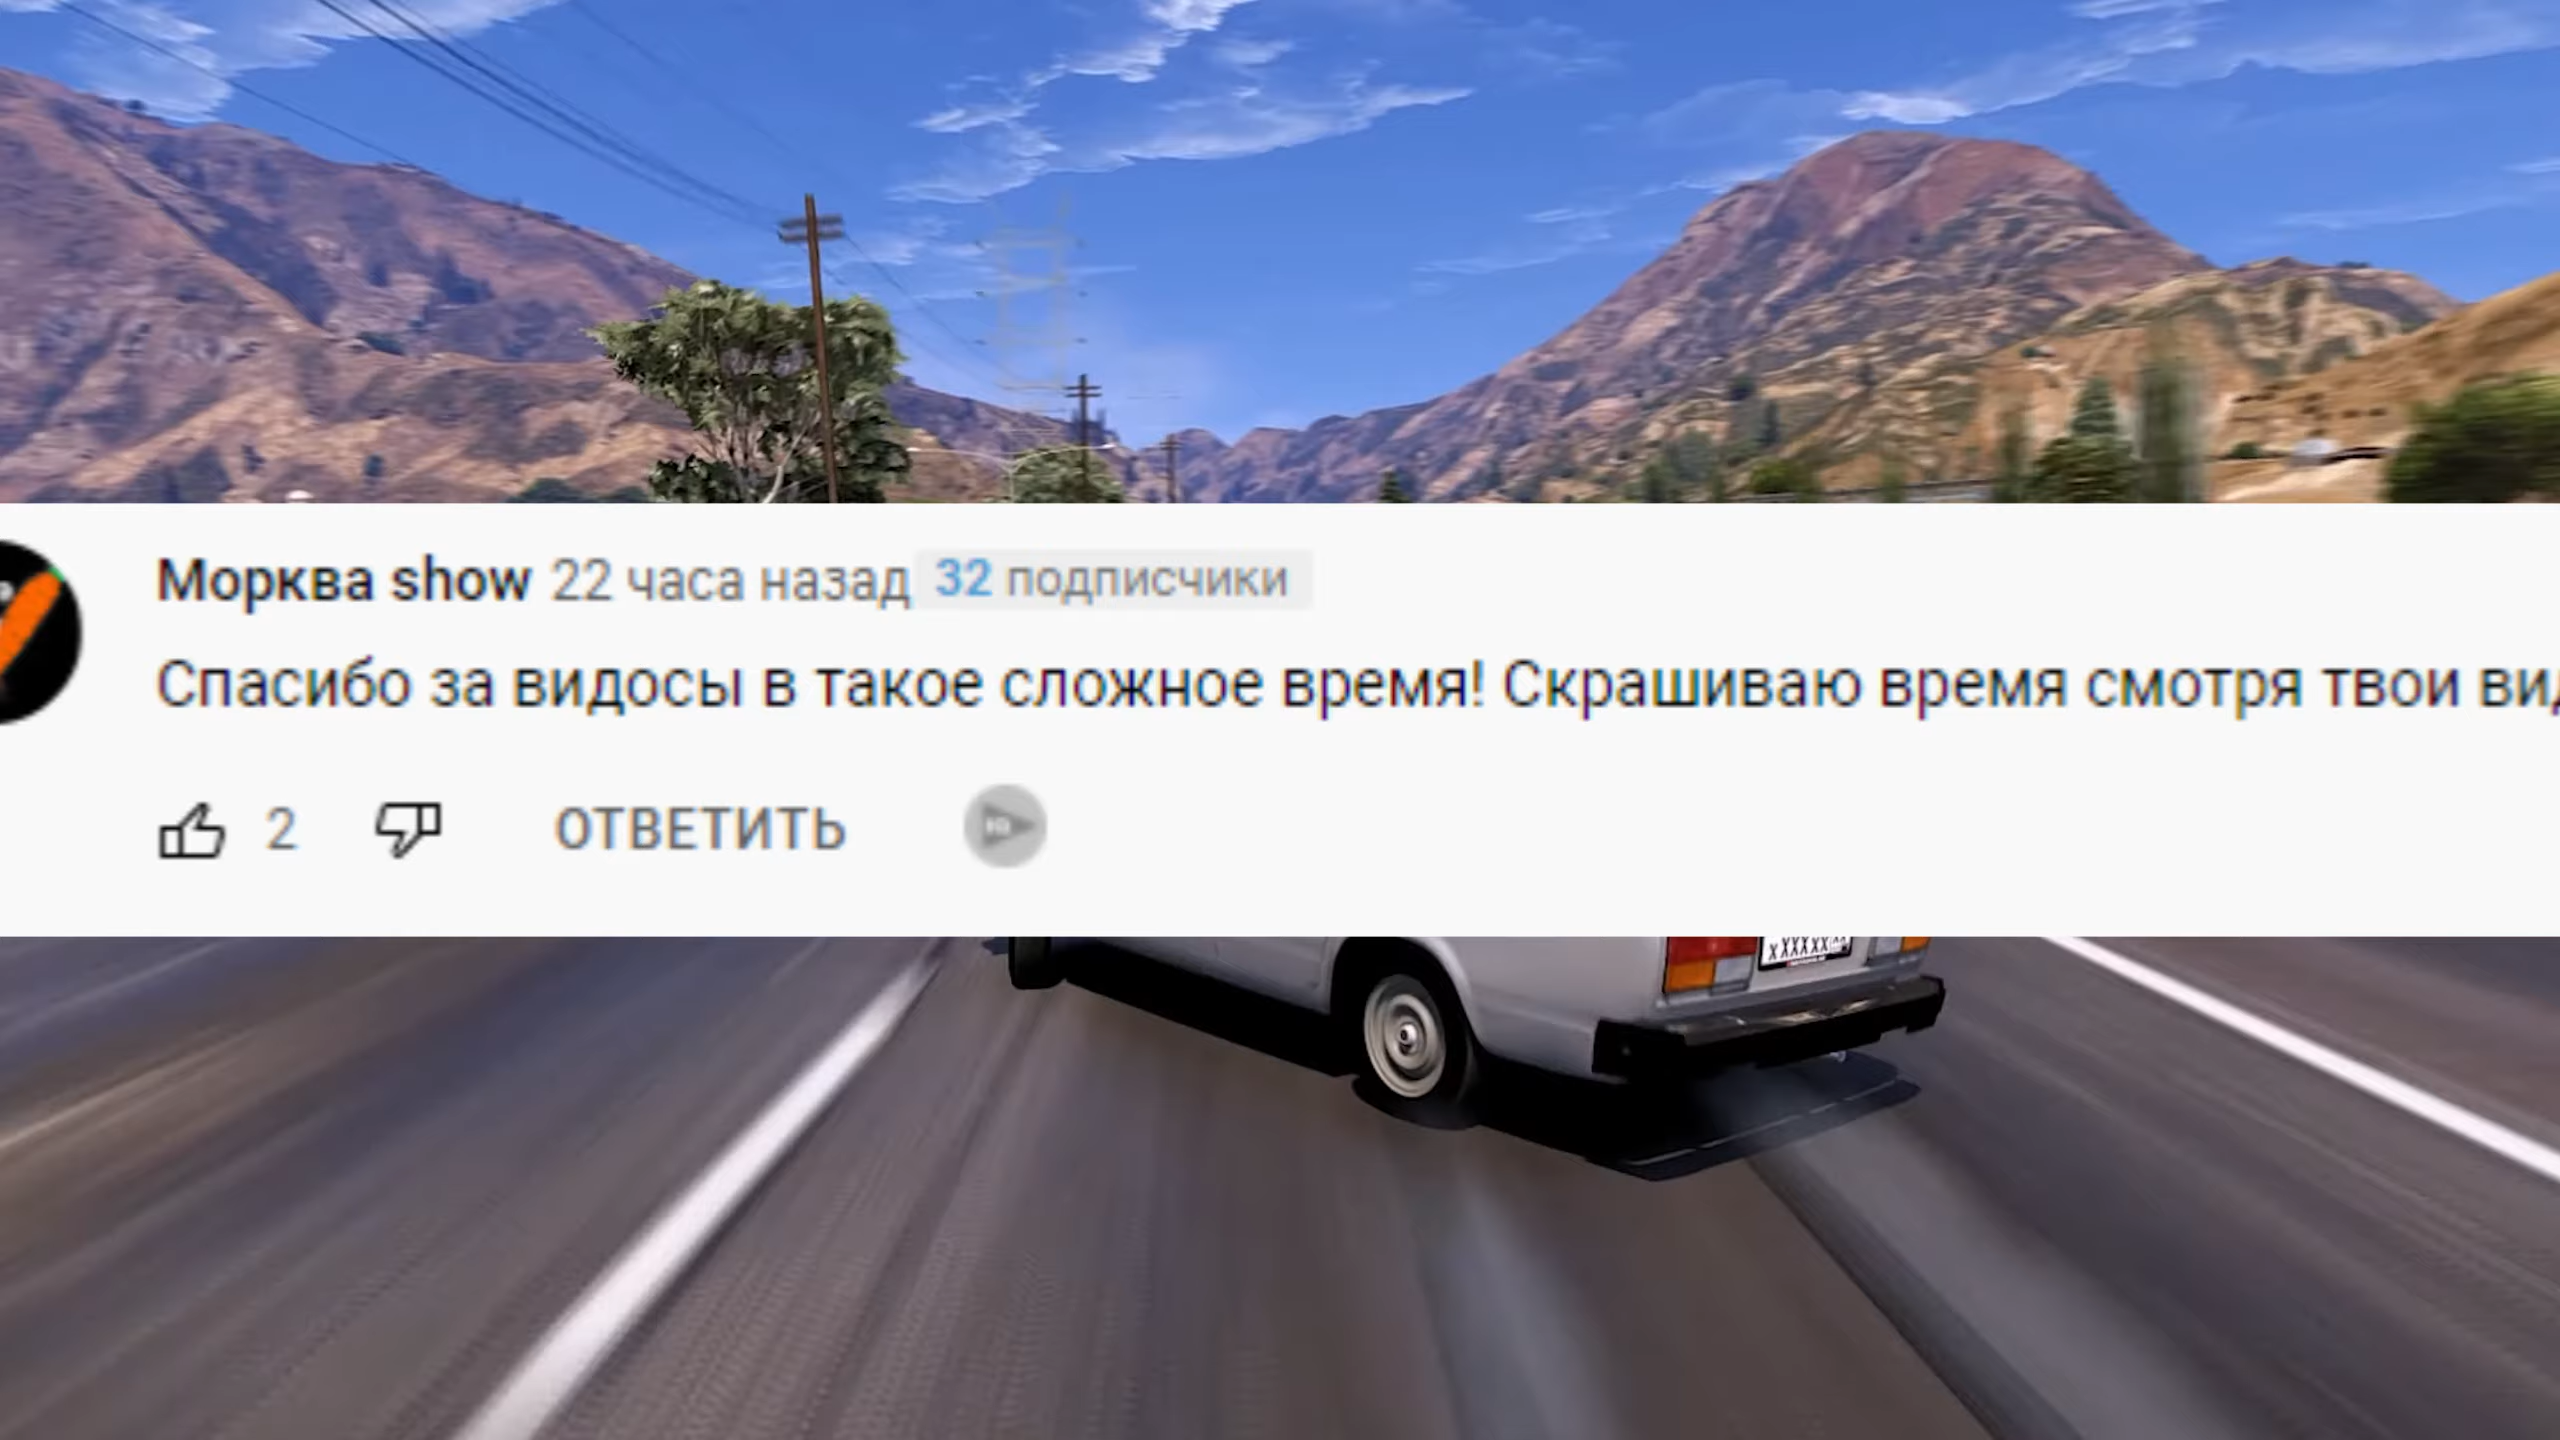 Морква show 22 часа назад 32 подписчики
Спасибо за видосы в такое сложное время! Скрашиваю время смотря твои
2 ОТВЕТИТЬ
xXXXXX